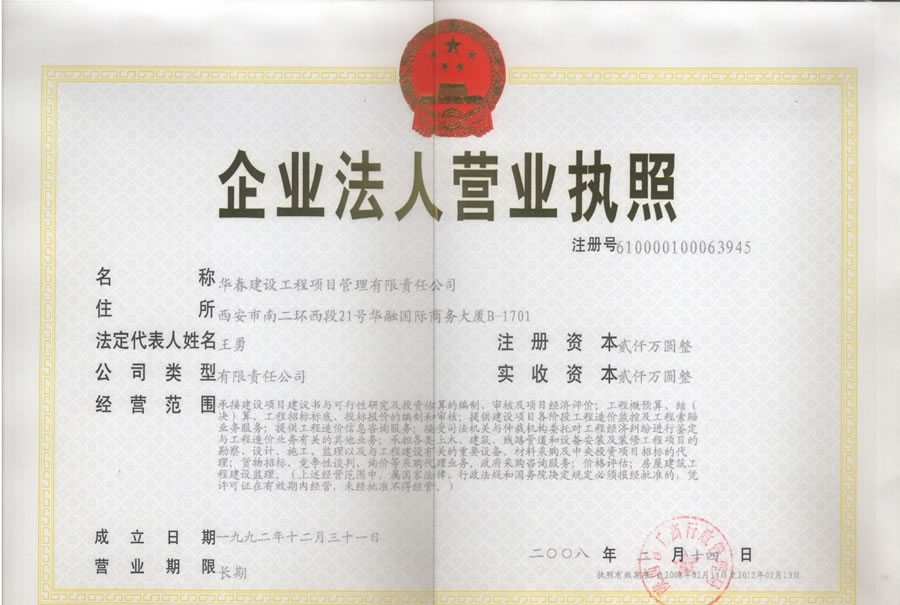 企业法人营业执照
注册号610000100063945
名称 华春建设工程项目管理有限责任公司
住所 西安市南二环西段21号华融国际商务大厦B-1701
法定代表人姓名 王勇 注册资本 贰仟万圆整
公司类型 有限责任公司 实收资本 贰仟万圆整
经营范围 承接建设项目建议书与可行性研究及投资估算的编制、审核及项目经济评价；工程概预算、结（
决）算、工程招标标底、投标报价的编制和审核；提供建设项目各阶段工程造价监控及工程索赔
业务服务；提供工程造价信息咨询服务；接受司法机关与仲裁机构委托对工程经济纠纷进行鉴定
与工程造价业务有关的其他业务；承担各类土木、建筑、线路管道和设备安装及装修工程项目的
勘察、设计、施工、监理以及与工程建设有关的重要设备、材料采购及中央投资项目招标的代
理；货物招标、竞争性谈判、询价等采购代理业务、政府采购咨询服务；价格评估；房屋建筑工
程建设监理。（上述经营范围中，属国家法律、行政法规和国务院决定规定必须报经批准的，凭
许可证在有效期内经营，未经批准不得经营。）
成立日期 一九九二年十二月三十一日
营业期限 长期
二〇〇八 年 二 月 十四 日
执照有效期限 自2008年02月13日至2012年02月13日